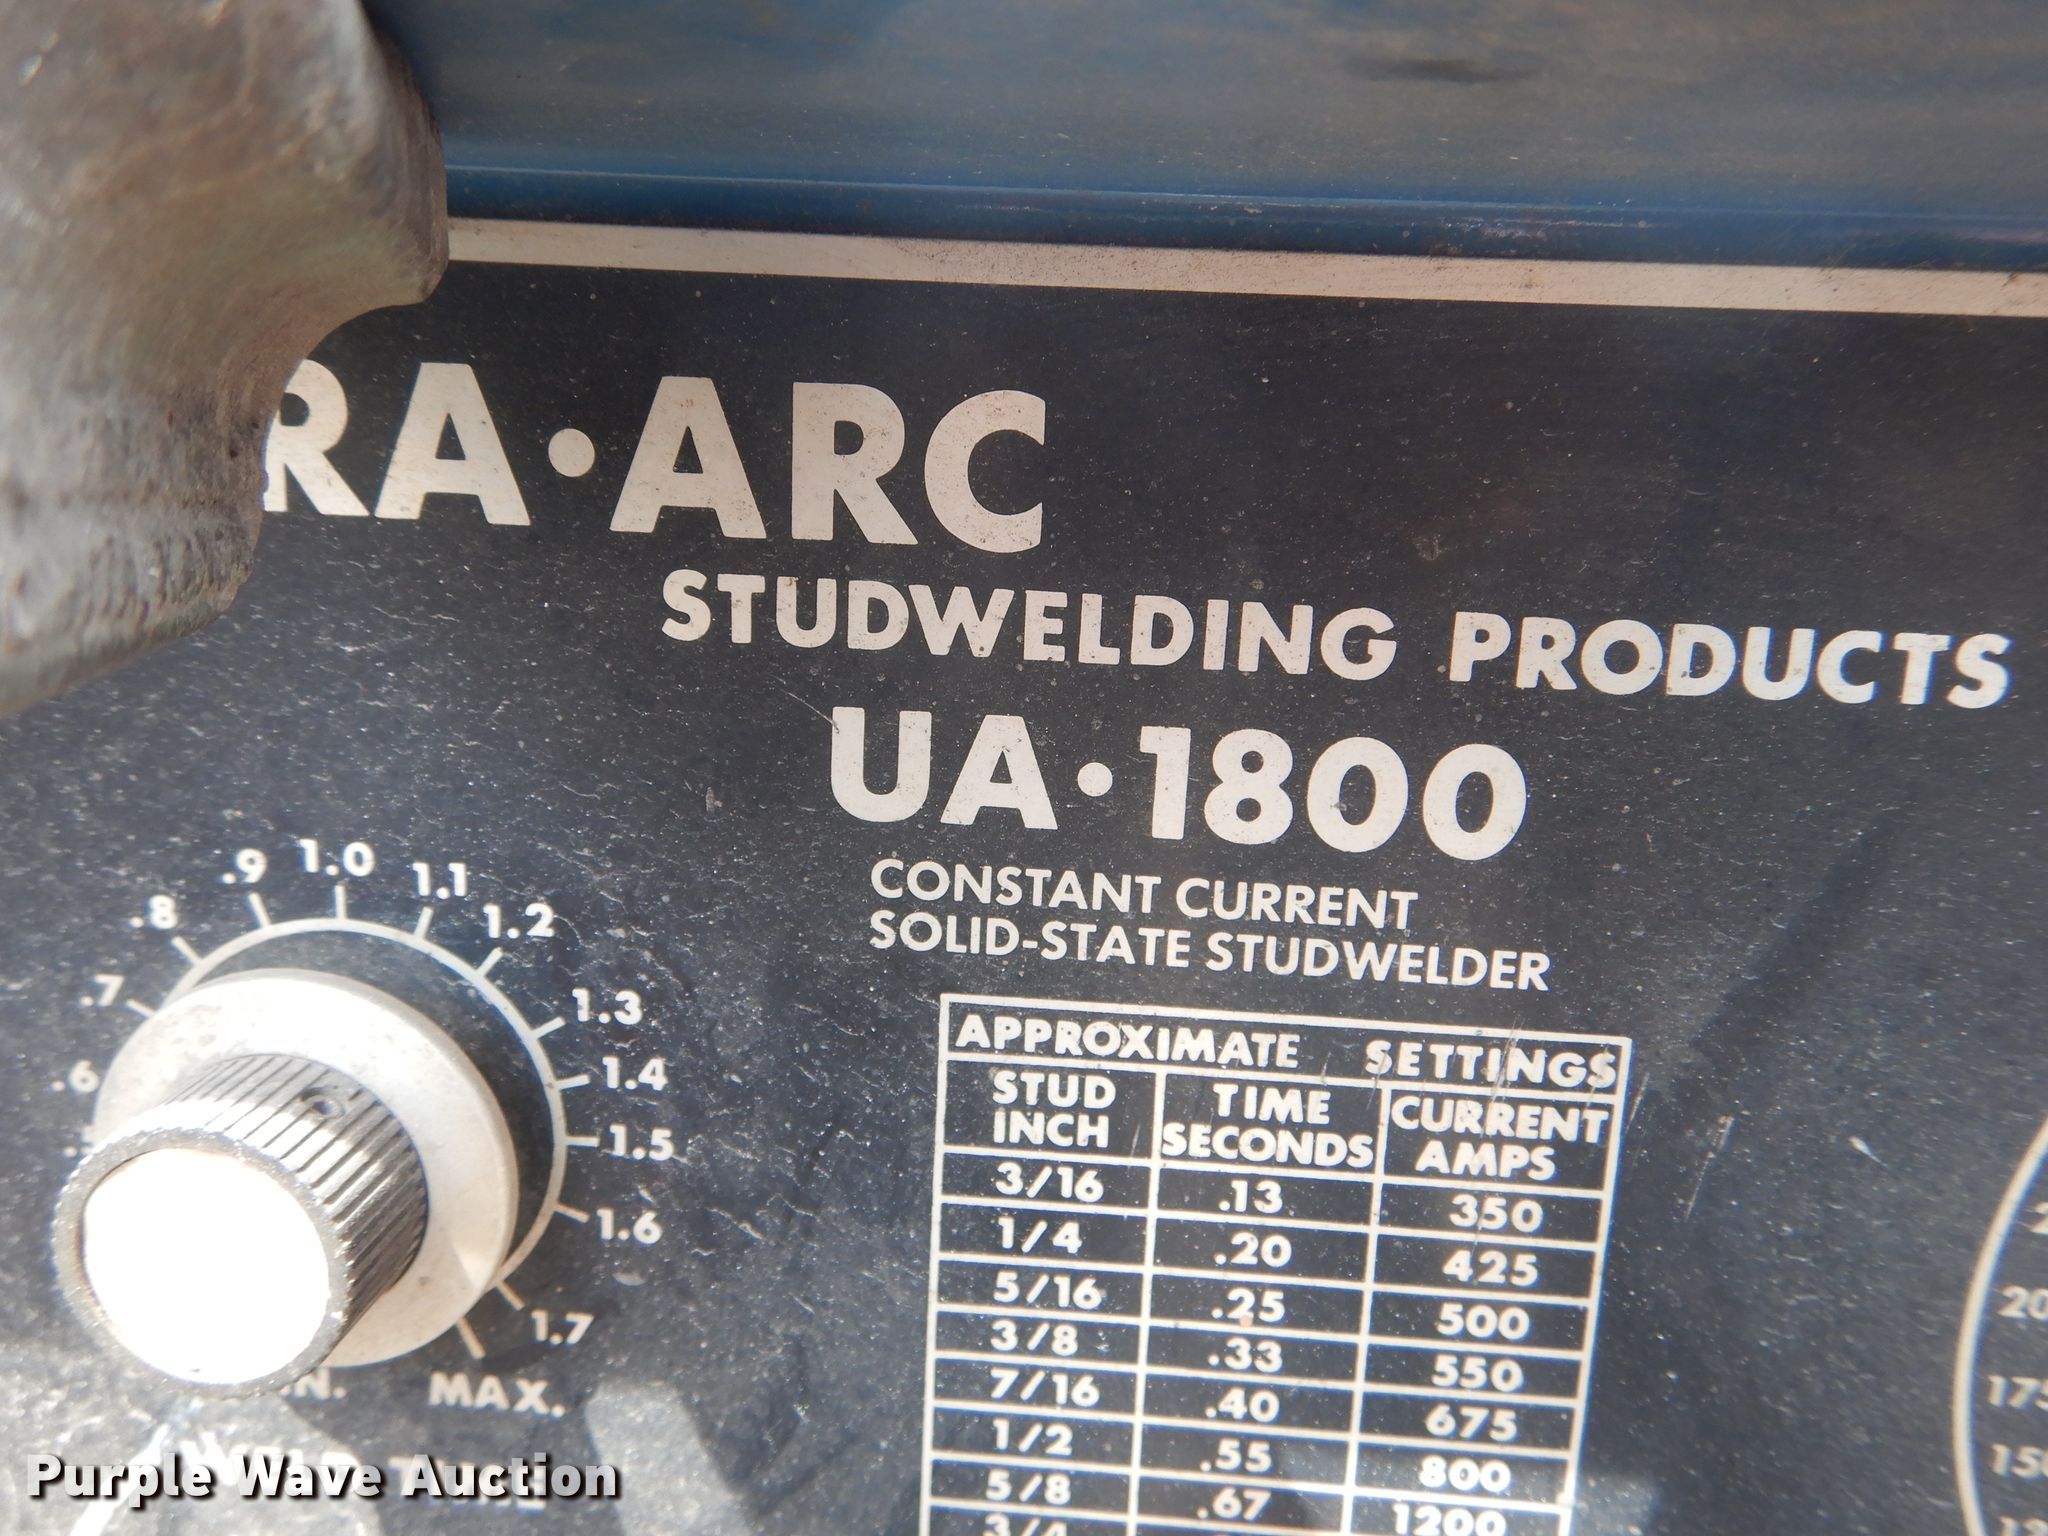 RA·ARC
STUDWELDING PRODUCTS
UA·1800
CONSTANT CURRENT
SOLID-STATE STUDWELDER
.6
.7
.8
.9
1.0
1.1
1.2
1.3
1.4
1.5
1.6
1.7
MAX.
APPROXIMATE SETTINGS
STUD INCH TIME SECONDS CURRENT AMPS
3/16 .13 350
1/4 .20 425
5/16 .25 500
3/8 .33 550
7/16 .40 675
1/2 .55 800
5/8 .67 1200
3/4
Purple Wave Auction